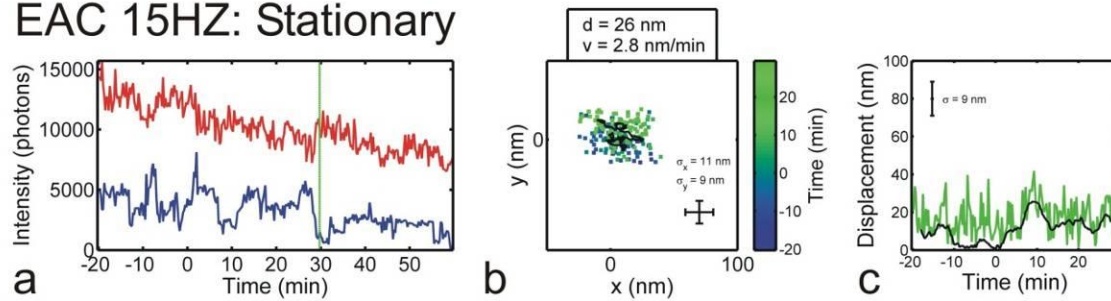 EAC 15HZ: Stationary
d = 26 nm
v = 2.8 nm/min
Intensity (photons)
15000
10000
5000
0
-20 -10 0 10 20 30 40 50
Time (min)
a
y (nm)
0
σx = 11 nm
σy = 9 nm
0 100
x (nm)
b
20
10
0
-10
-20
Time (min)
Displacement (nm)
100
80
60
40
20
0
σ = 9 nm
-20 -10 0 10 20
Time (min)
c